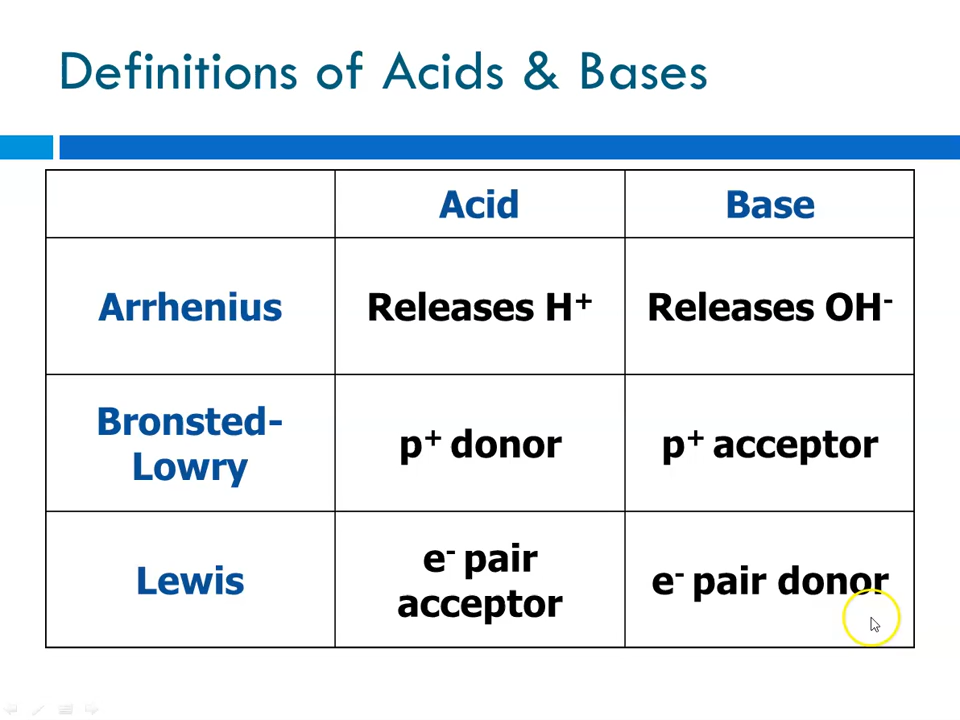 Definitions of Acids & Bases
Acid Base
Arrhenius Releases H⁺ Releases OH⁻
Bronsted-
Lowry p⁺ donor p⁺ acceptor
Lewis e⁻ pair
acceptor e⁻ pair donor